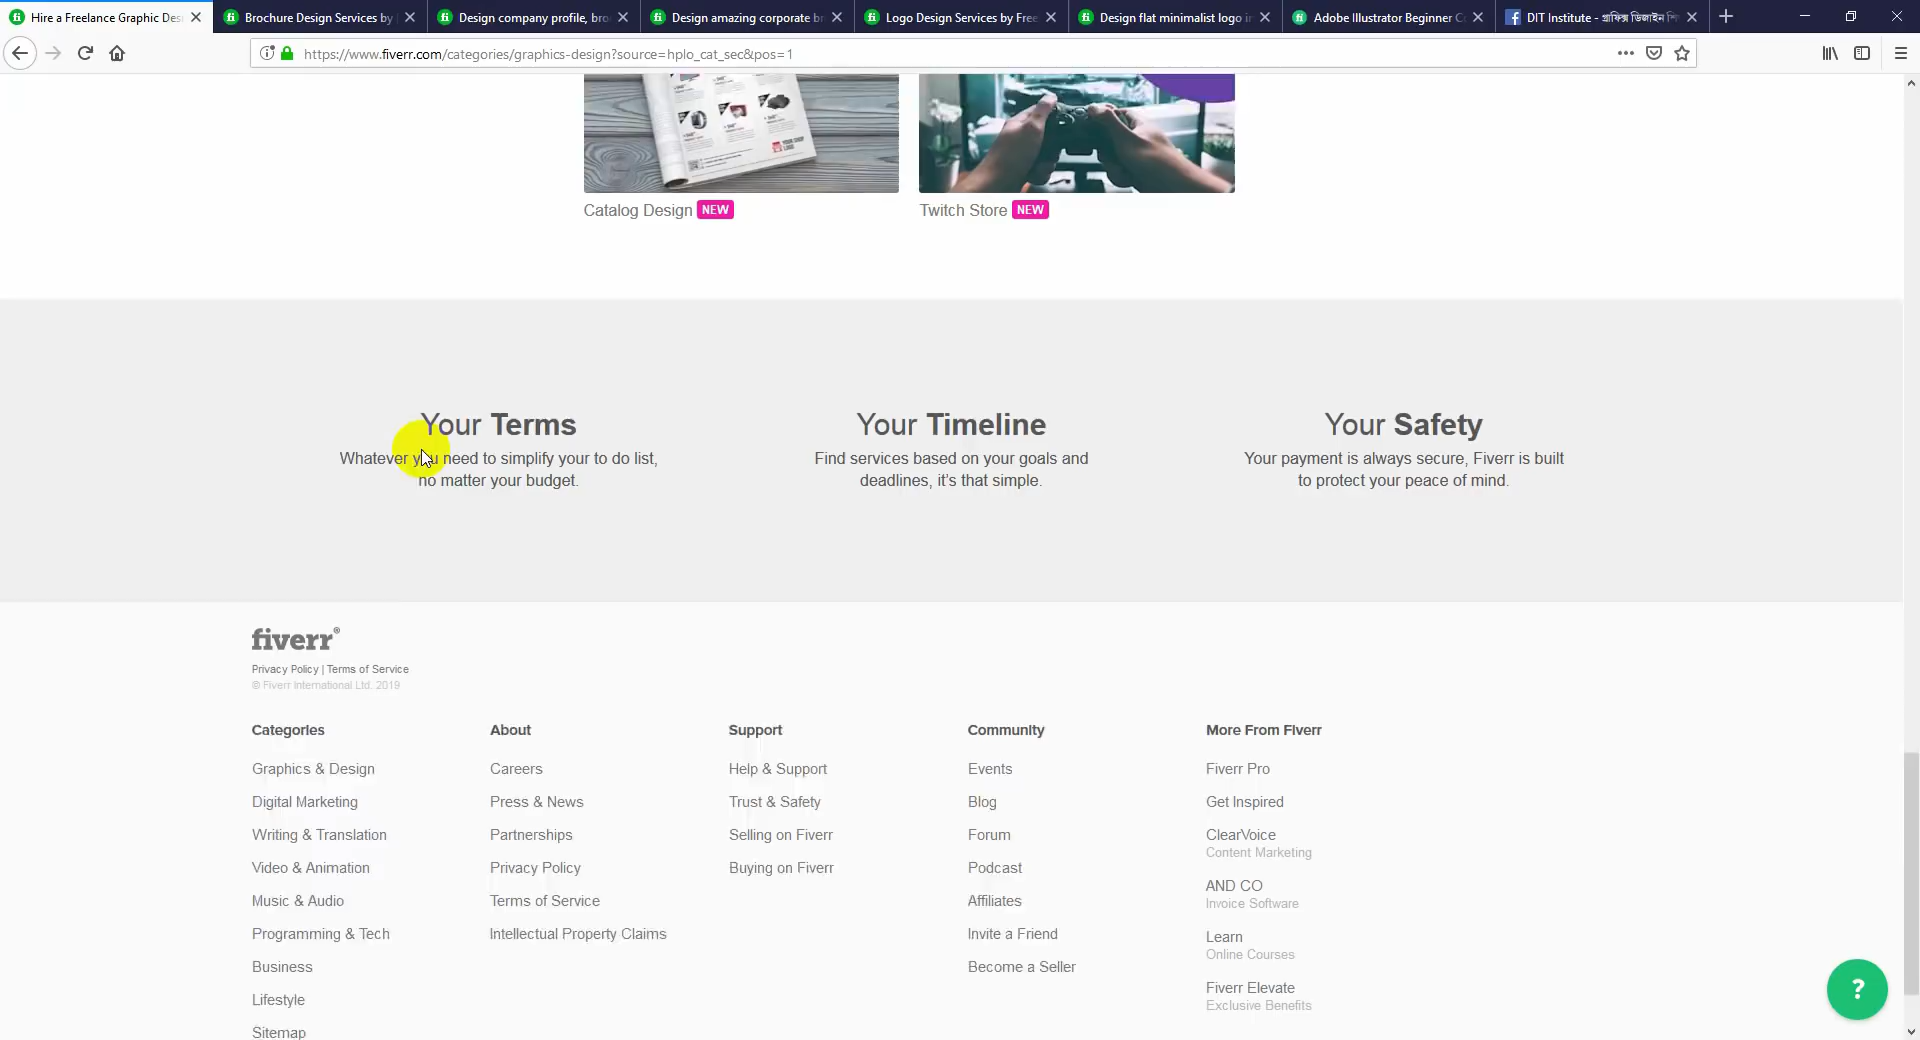 Hire a Freelance Graphic Des
Brochure Design Services by
Design company profile, bro
Design amazing corporate br
Logo Design Services by Free
Design flat minimalist logo in
Adobe Illustrator Beginner Co
DIT Institute - গ্রাফিক্স ডিজাইন শি
https://www.fiverr.com/categories/graphics-design?source=hplo_cat_sec&pos=1
Catalog Design NEW
Twitch Store NEW
Your Terms
Whatever you need to simplify your to do list,
no matter your budget.
Your Timeline
Find services based on your goals and
deadlines, it's that simple.
Your Safety
Your payment is always secure, Fiverr is built
to protect your peace of mind.
fiverr®
Privacy Policy | Terms of Service
© Fiverr International Ltd. 2019
Categories
Graphics & Design
Digital Marketing
Writing & Translation
Video & Animation
Music & Audio
Programming & Tech
Business
Lifestyle
Sitemap
About
Careers
Press & News
Partnerships
Privacy Policy
Terms of Service
Intellectual Property Claims
Support
Help & Support
Trust & Safety
Selling on Fiverr
Buying on Fiverr
Community
Events
Blog
Forum
Podcast
Affiliates
Invite a Friend
Become a Seller
More From Fiverr
Fiverr Pro
Get Inspired
ClearVoice
Content Marketing
AND CO
Invoice Software
Learn
Online Courses
Fiverr Elevate
Exclusive Benefits
?